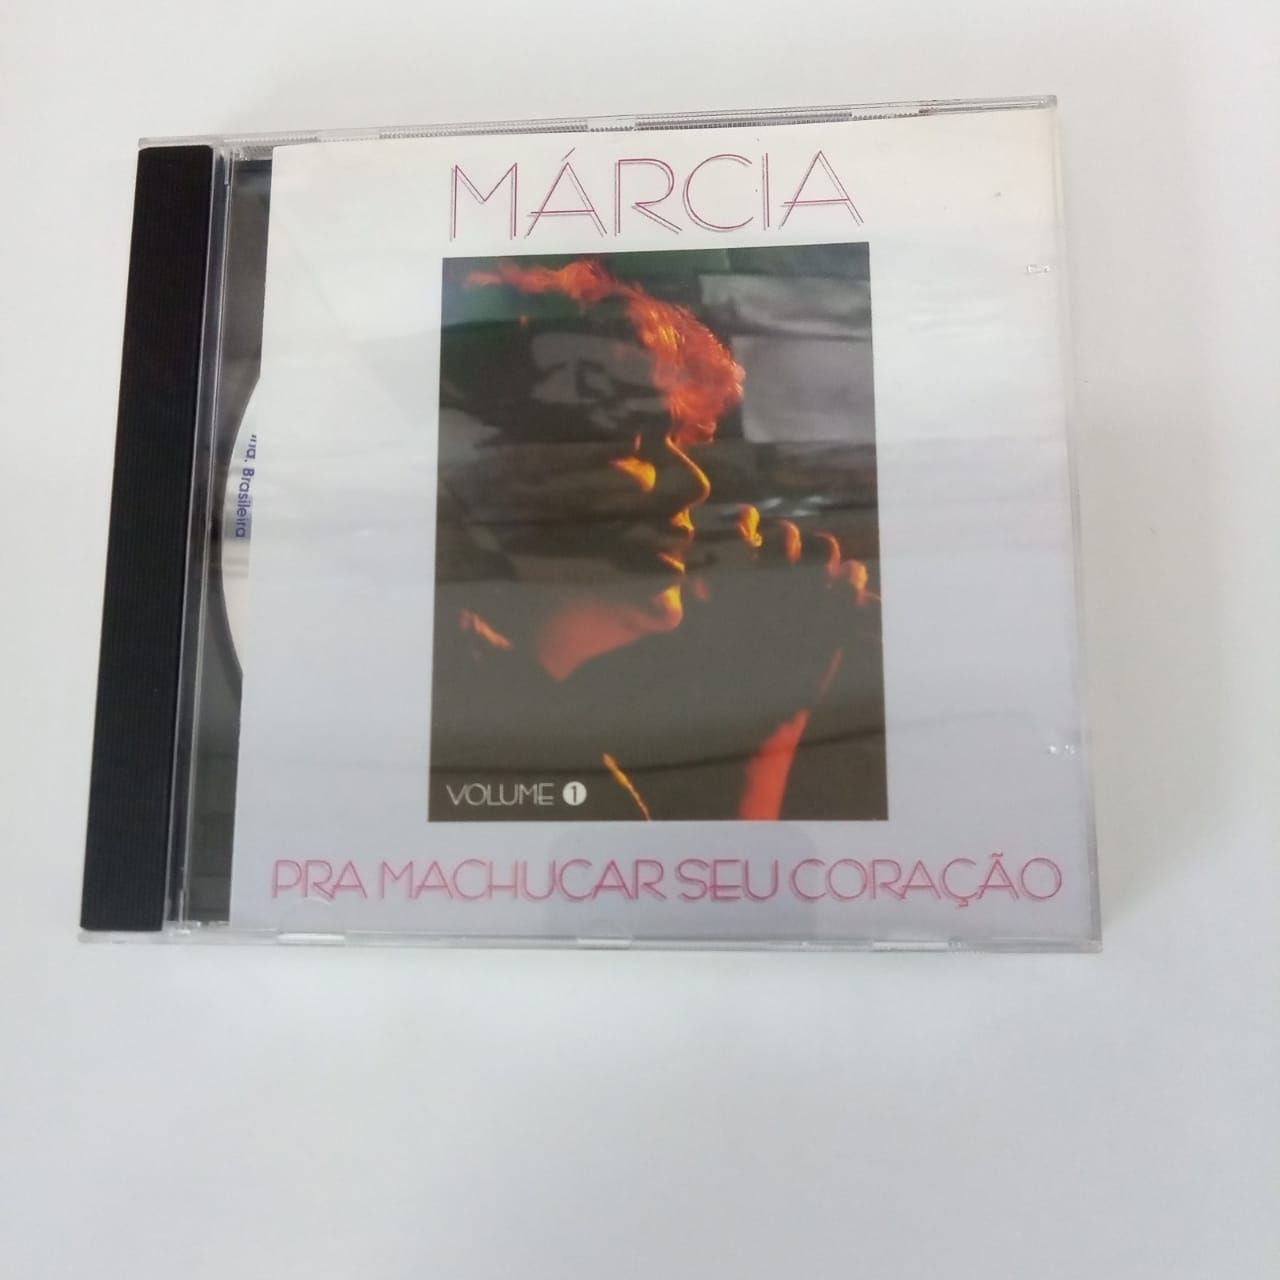 MÁRCIA
VOLUME 1
PRA MACHUCAR SEU CORAÇÃO
Brasileira